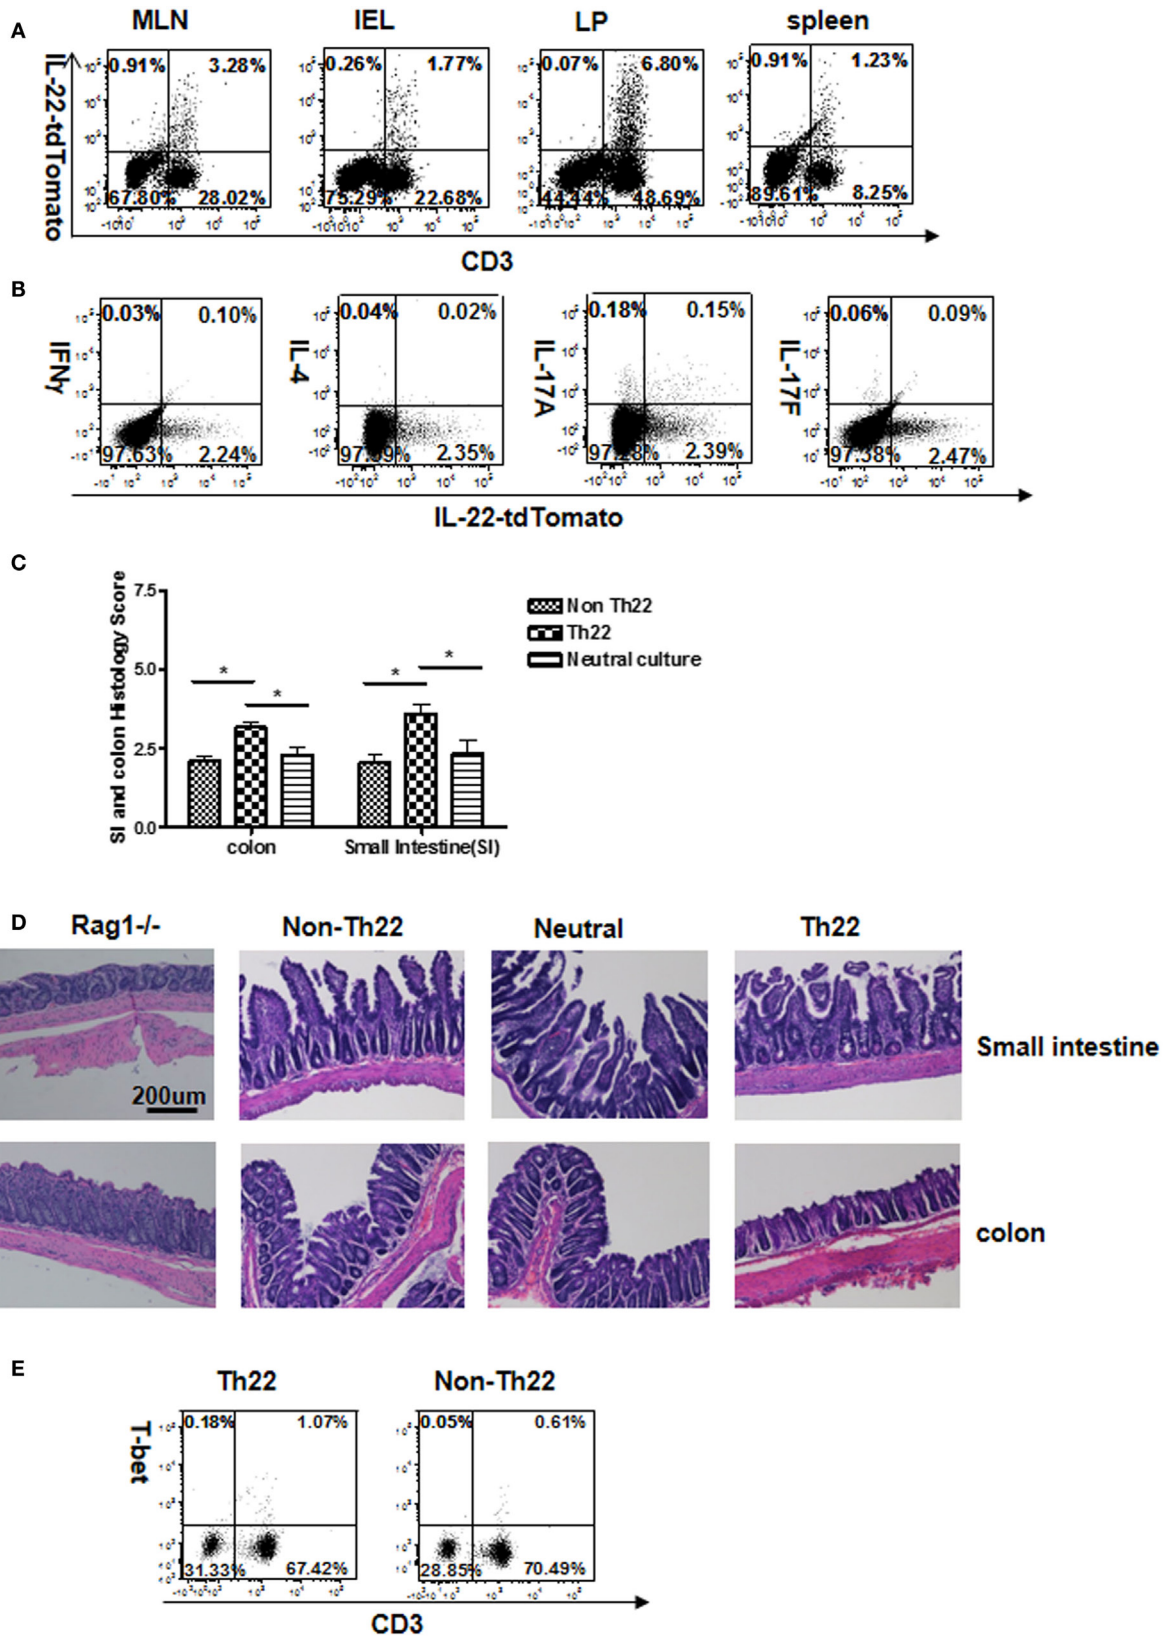 A
MLN IEL LP spleen
IL-22-tdTomato
0.91% 3.28% 0.26% 1.77% 0.07% 6.80% 0.91% 1.23%
67.80% 28.02% 75.29% 22.68% 44.44% 48.69% 89.61% 8.25%
CD3
B
IFNγ IL-4 IL-17A IL-17F
0.03% 0.10% 0.04% 0.02% 0.18% 0.15% 0.06% 0.09%
97.63% 2.24% 2.35% 2.39% 97.38% 2.47%
IL-22-tdTomato
C
SI and colon Histology Score
7.5
5.0
2.5
0.0
* * * *
Non Th22
Th22
Neutral culture
colon Small Intestine(SI)
D
Rag1-/- Non-Th22 Neutral Th22
200um
Small intestine
colon
E
Th22 Non-Th22
T-bet
0.18% 1.07% 0.05% 0.61%
31.33% 67.42% 28.85% 70.49%
CD3